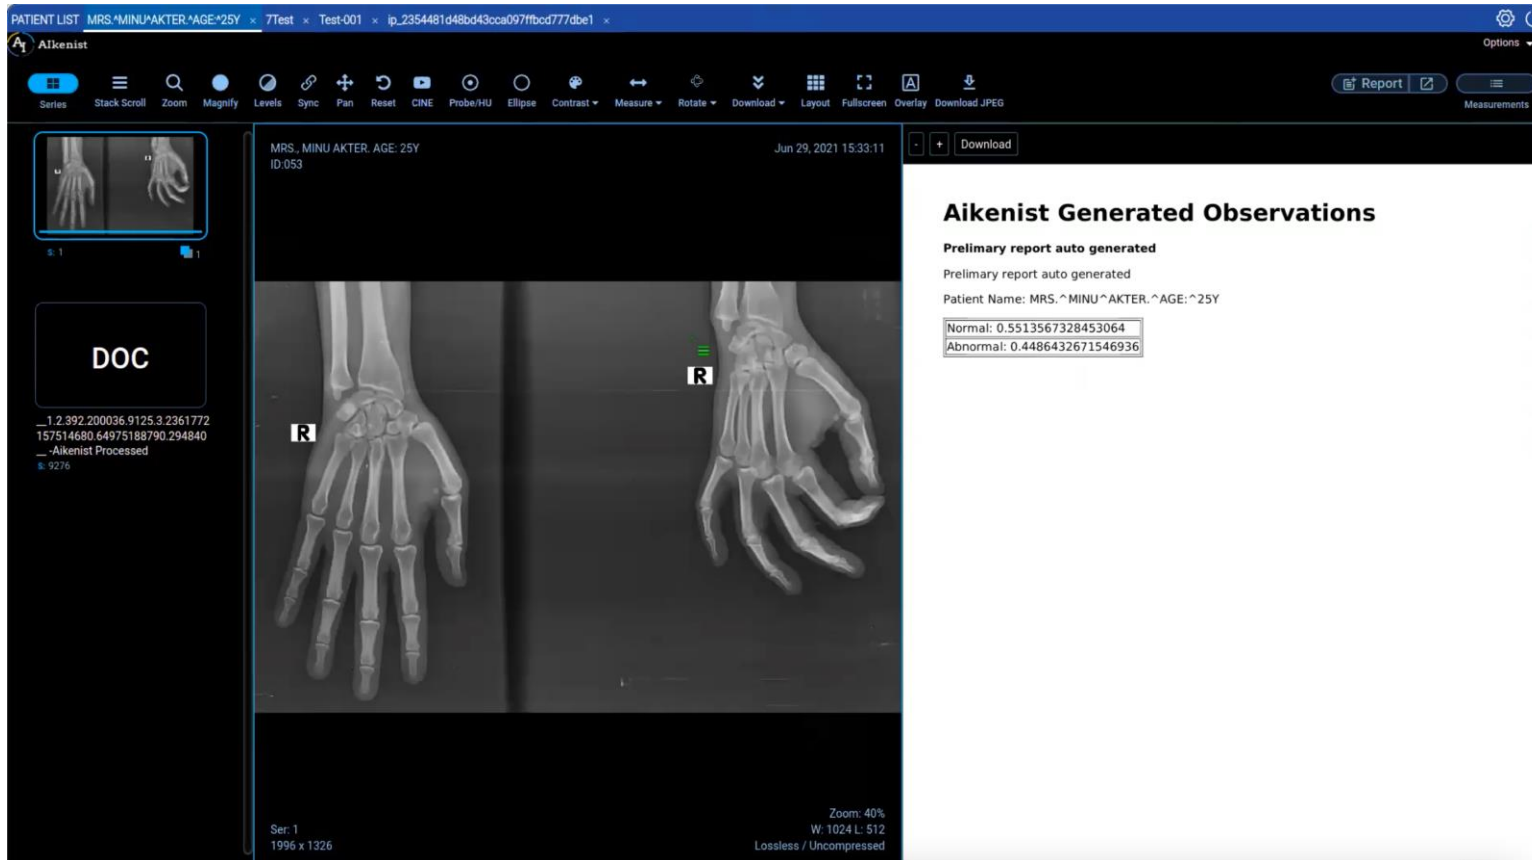 PATIENT LIST MRS.^MINU^AKTER.^AGE:^25Y × 7Test × Test-001 × ip_2354481d48bd43cca097ffbcd777dbe1 ×
AIkenist
Options
Series Stack Scroll Zoom Magnify Levels Sync Pan Reset CINE Probe/HU Ellipse Contrast Measure Rotate Download Layout Fullscreen A Overlay Download JPEG
Report
Measurements
S: 1
1
DOC
__1.2.392.200036.9125.3.2361772
157514680.64975188790.294840
__ -Aikenist Processed
S: 9276
MRS., MINU AKTER. AGE: 25Y
ID:053
Jun 29, 2021 15:33:11
R
R
Ser: 1
1996 x 1326
Zoom: 40%
W: 1024 L: 512
Lossless / Uncompressed
- + Download
Aikenist Generated Observations
Prelimary report auto generated
Prelimary report auto generated
Patient Name: MRS.^MINU^AKTER.^AGE:^25Y
Normal: 0.5513567328453064
Abnormal: 0.4486432671546936